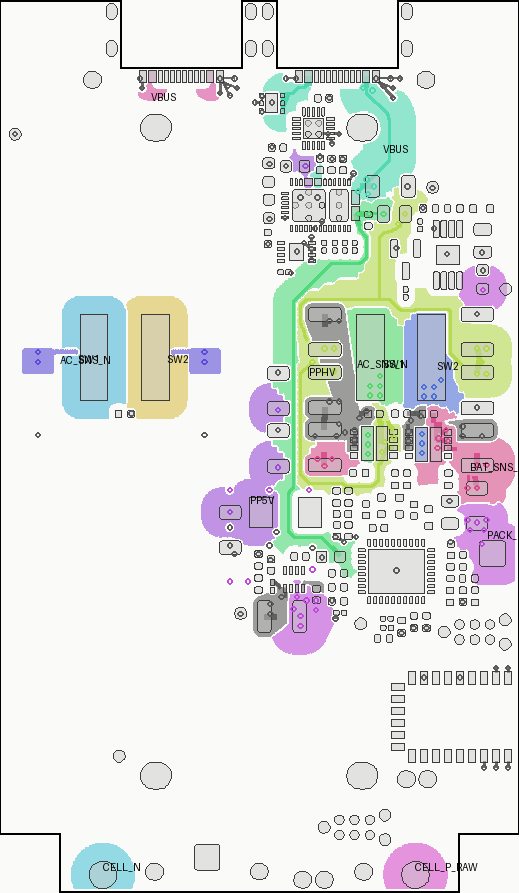 VBUS
VBUS
SW2
SW2
PPHV
BAT_SNS_
PP5V
PACK_
CELL_N
CELL_P_RAW